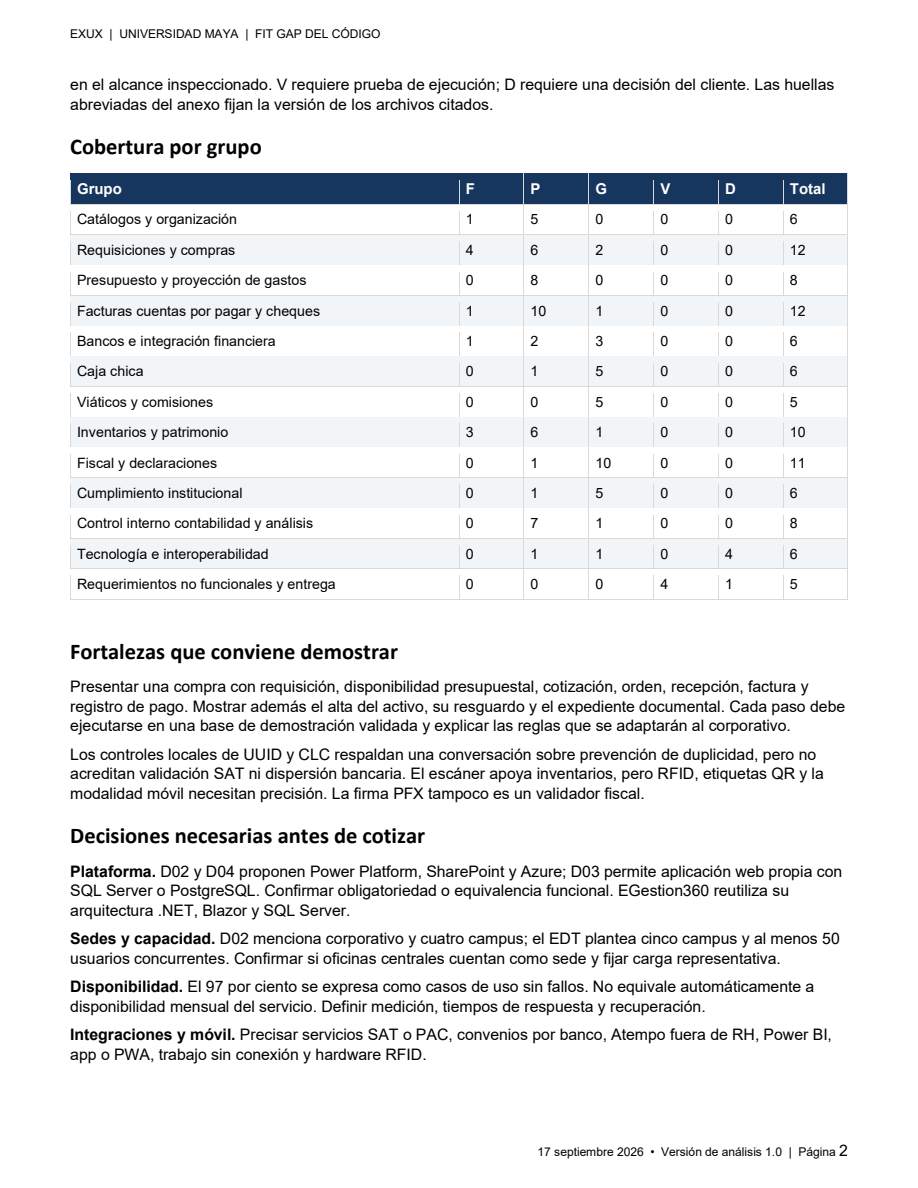 EXUX | UNIVERSIDAD MAYA | FIT GAP DEL CÓDIGO
en el alcance inspeccionado. V requiere prueba de ejecución; D requiere una decisión del cliente. Las huellas
abreviadas del anexo fijan la versión de los archivos citados.
Cobertura por grupo
Grupo F P G V D Total
Catálogos y organización 1 5 0 0 0 6
Requisiciones y compras 4 6 2 0 0 12
Presupuesto y proyección de gastos 0 8 0 0 0 8
Facturas cuentas por pagar y cheques 1 10 1 0 0 12
Bancos e integración financiera 1 2 3 0 0 6
Caja chica 0 1 5 0 0 6
Viáticos y comisiones 0 0 5 0 0 5
Inventarios y patrimonio 3 6 1 0 0 10
Fiscal y declaraciones 0 1 10 0 0 11
Cumplimiento institucional 0 1 5 0 0 6
Control interno contabilidad y análisis 0 7 1 0 0 8
Tecnología e interoperabilidad 0 1 1 0 4 6
Requerimientos no funcionales y entrega 0 0 0 4 1 5
Fortalezas que conviene demostrar
Presentar una compra con requisición, disponibilidad presupuestal, cotización, orden, recepción, factura y
registro de pago. Mostrar además el alta del activo, su resguardo y el expediente documental. Cada paso debe
ejecutarse en una base de demostración validada y explicar las reglas que se adaptarán al corporativo.
Los controles locales de UUID y CLC respaldan una conversación sobre prevención de duplicidad, pero no
acreditan validación SAT ni dispersión bancaria. El escáner apoya inventarios, pero RFID, etiquetas QR y la
modalidad móvil necesitan precisión. La firma PFX tampoco es un validador fiscal.
Decisiones necesarias antes de cotizar
Plataforma. D02 y D04 proponen Power Platform, SharePoint y Azure; D03 permite aplicación web propia con
SQL Server o PostgreSQL. Confirmar obligatoriedad o equivalencia funcional. EGestion360 reutiliza su
arquitectura .NET, Blazor y SQL Server.
Sedes y capacidad. D02 menciona corporativo y cuatro campus; el EDT plantea cinco campus y al menos 50
usuarios concurrentes. Confirmar si oficinas centrales cuentan como sede y fijar carga representativa.
Disponibilidad. El 97 por ciento se expresa como casos de uso sin fallos. No equivale automáticamente a
disponibilidad mensual del servicio. Definir medición, tiempos de respuesta y recuperación.
Integraciones y móvil. Precisar servicios SAT o PAC, convenios por banco, Atempo fuera de RH, Power BI,
app o PWA, trabajo sin conexión y hardware RFID.
17 septiembre 2026 • Versión de análisis 1.0 | Página 2